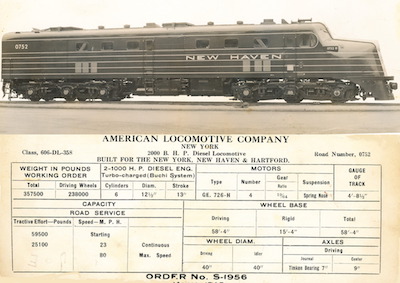 0752
NEW HAVEN
AMERICAN LOCOMOTIVE COMPANY
NEW YORK
Class, 606-DL-358
2000 B. H. P. Diesel Locomotive
Road Number, 0752
BUILT FOR THE NEW YORK, NEW HAVEN & HARTFORD.
WEIGHT IN POUNDS WORKING ORDER
2-1000 H. P. DIESEL ENG. Turbo-charged (Buchi System)
MOTORS
GAUGE OF TRACK
Total Driving Wheels Cylinders Diam. Stroke Type Number Gear Suspension
357500 238000 6 12½" 13" GE. 726-H 4 Spring Nose 4'-8½"
CAPACITY
WHEEL BASE
ROAD SERVICE
Driving Rigid Total
Tractive Effort—Pounds Speed—M. P. H.
58'-4" 15'-4" 58'-4"
59500 Starting
WHEEL DIAM. AXLES
25100 23 Continuous
Driving Idler Journal Center
80 Max. Speed
40" 40" Timken Bearing 7" 9"
ORDER No. S-1956